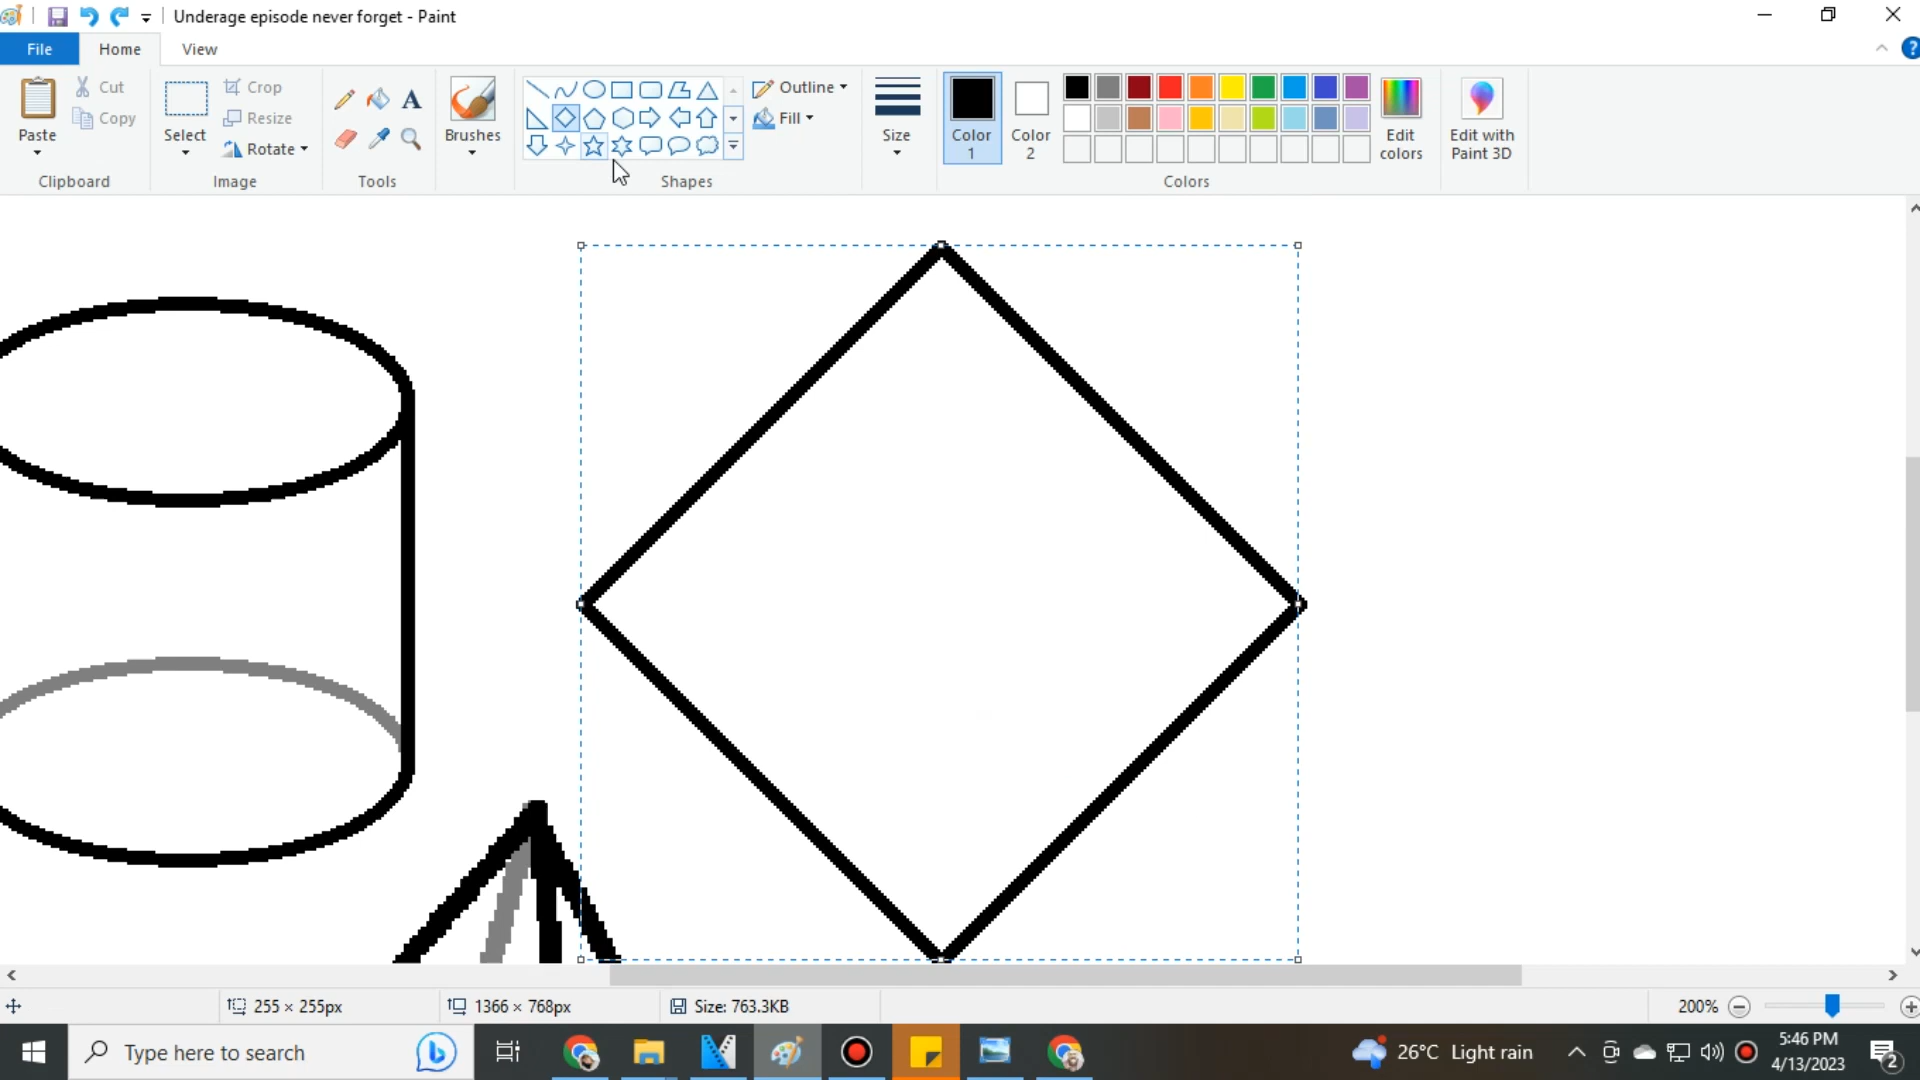 Underage episode never forget - Paint
File Home View
Paste
Cut
Copy
Clipboard
Select
Crop
Resize
Rotate
Image
A
Tools
Brushes
Outline
Fill
Shapes
Size
Color 1
Color 2
Edit colors
Colors
Edit with Paint 3D
?
255 × 255px
1366 × 768px
Size: 763.3KB
200%
Type here to search
26°C Light rain
5:46 PM
4/13/2023
2